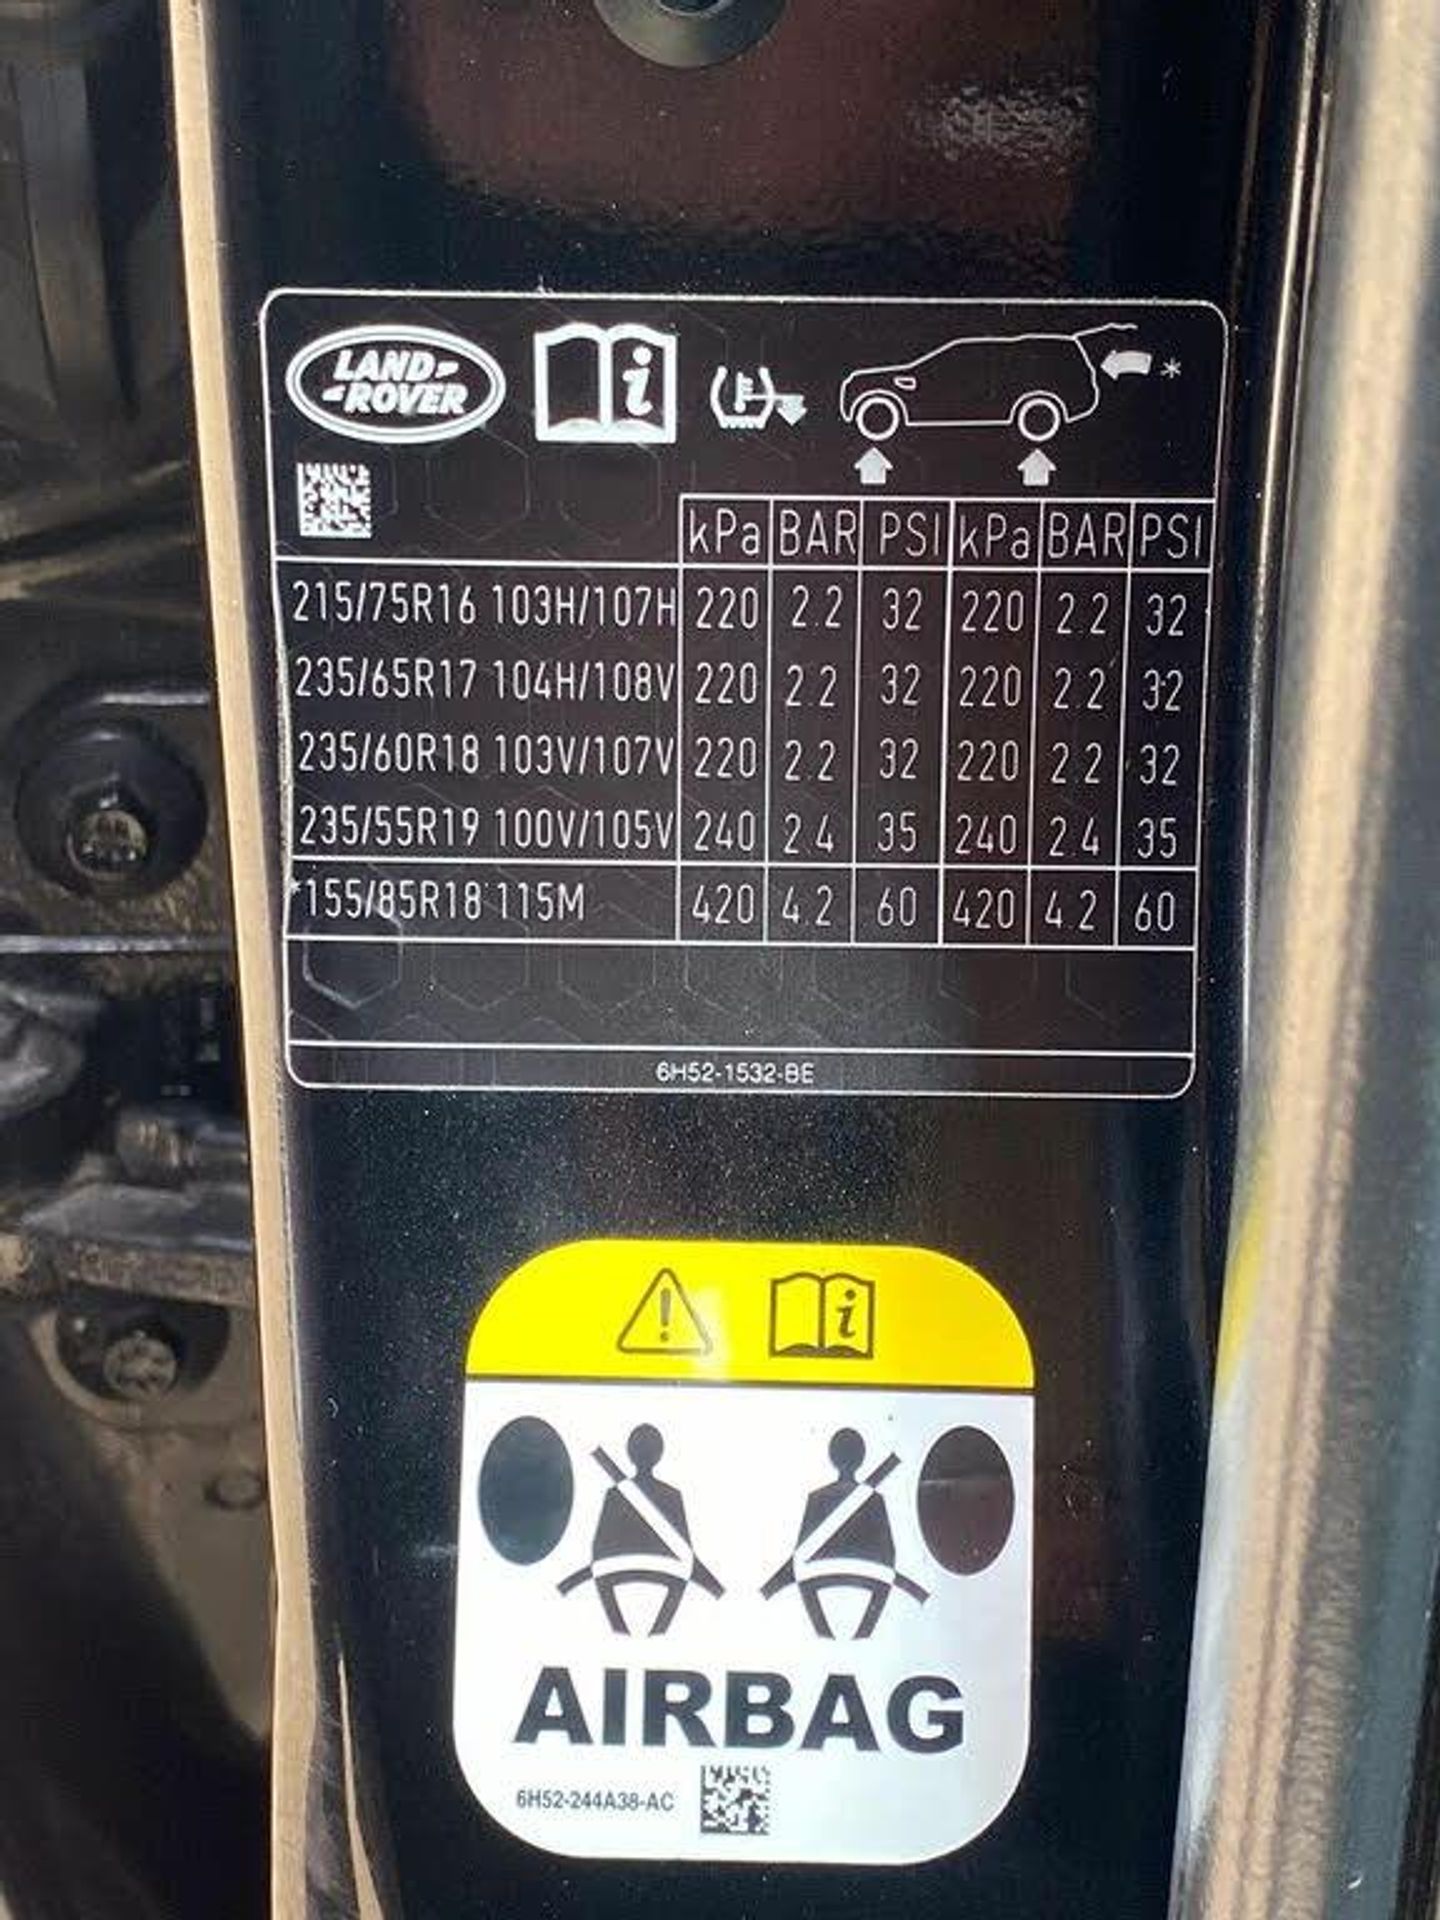 LAND-
-ROVER
kPa BAR PSI kPa BAR PSI
215/75R16 103H/107H 220 2.2 32 220 2.2 32
235/65R17 104H/108V 220 2.2 32 220 2.2 32
235/60R18 103V/107V 220 2.2 32 220 2.2 32
235/55R19 100V/105V 240 2.4 35 240 2.4 35
*155/85R18 115M 420 4.2 60 420 4.2 60
6H52-1532-BE
AIRBAG
6H52-244A38-AC